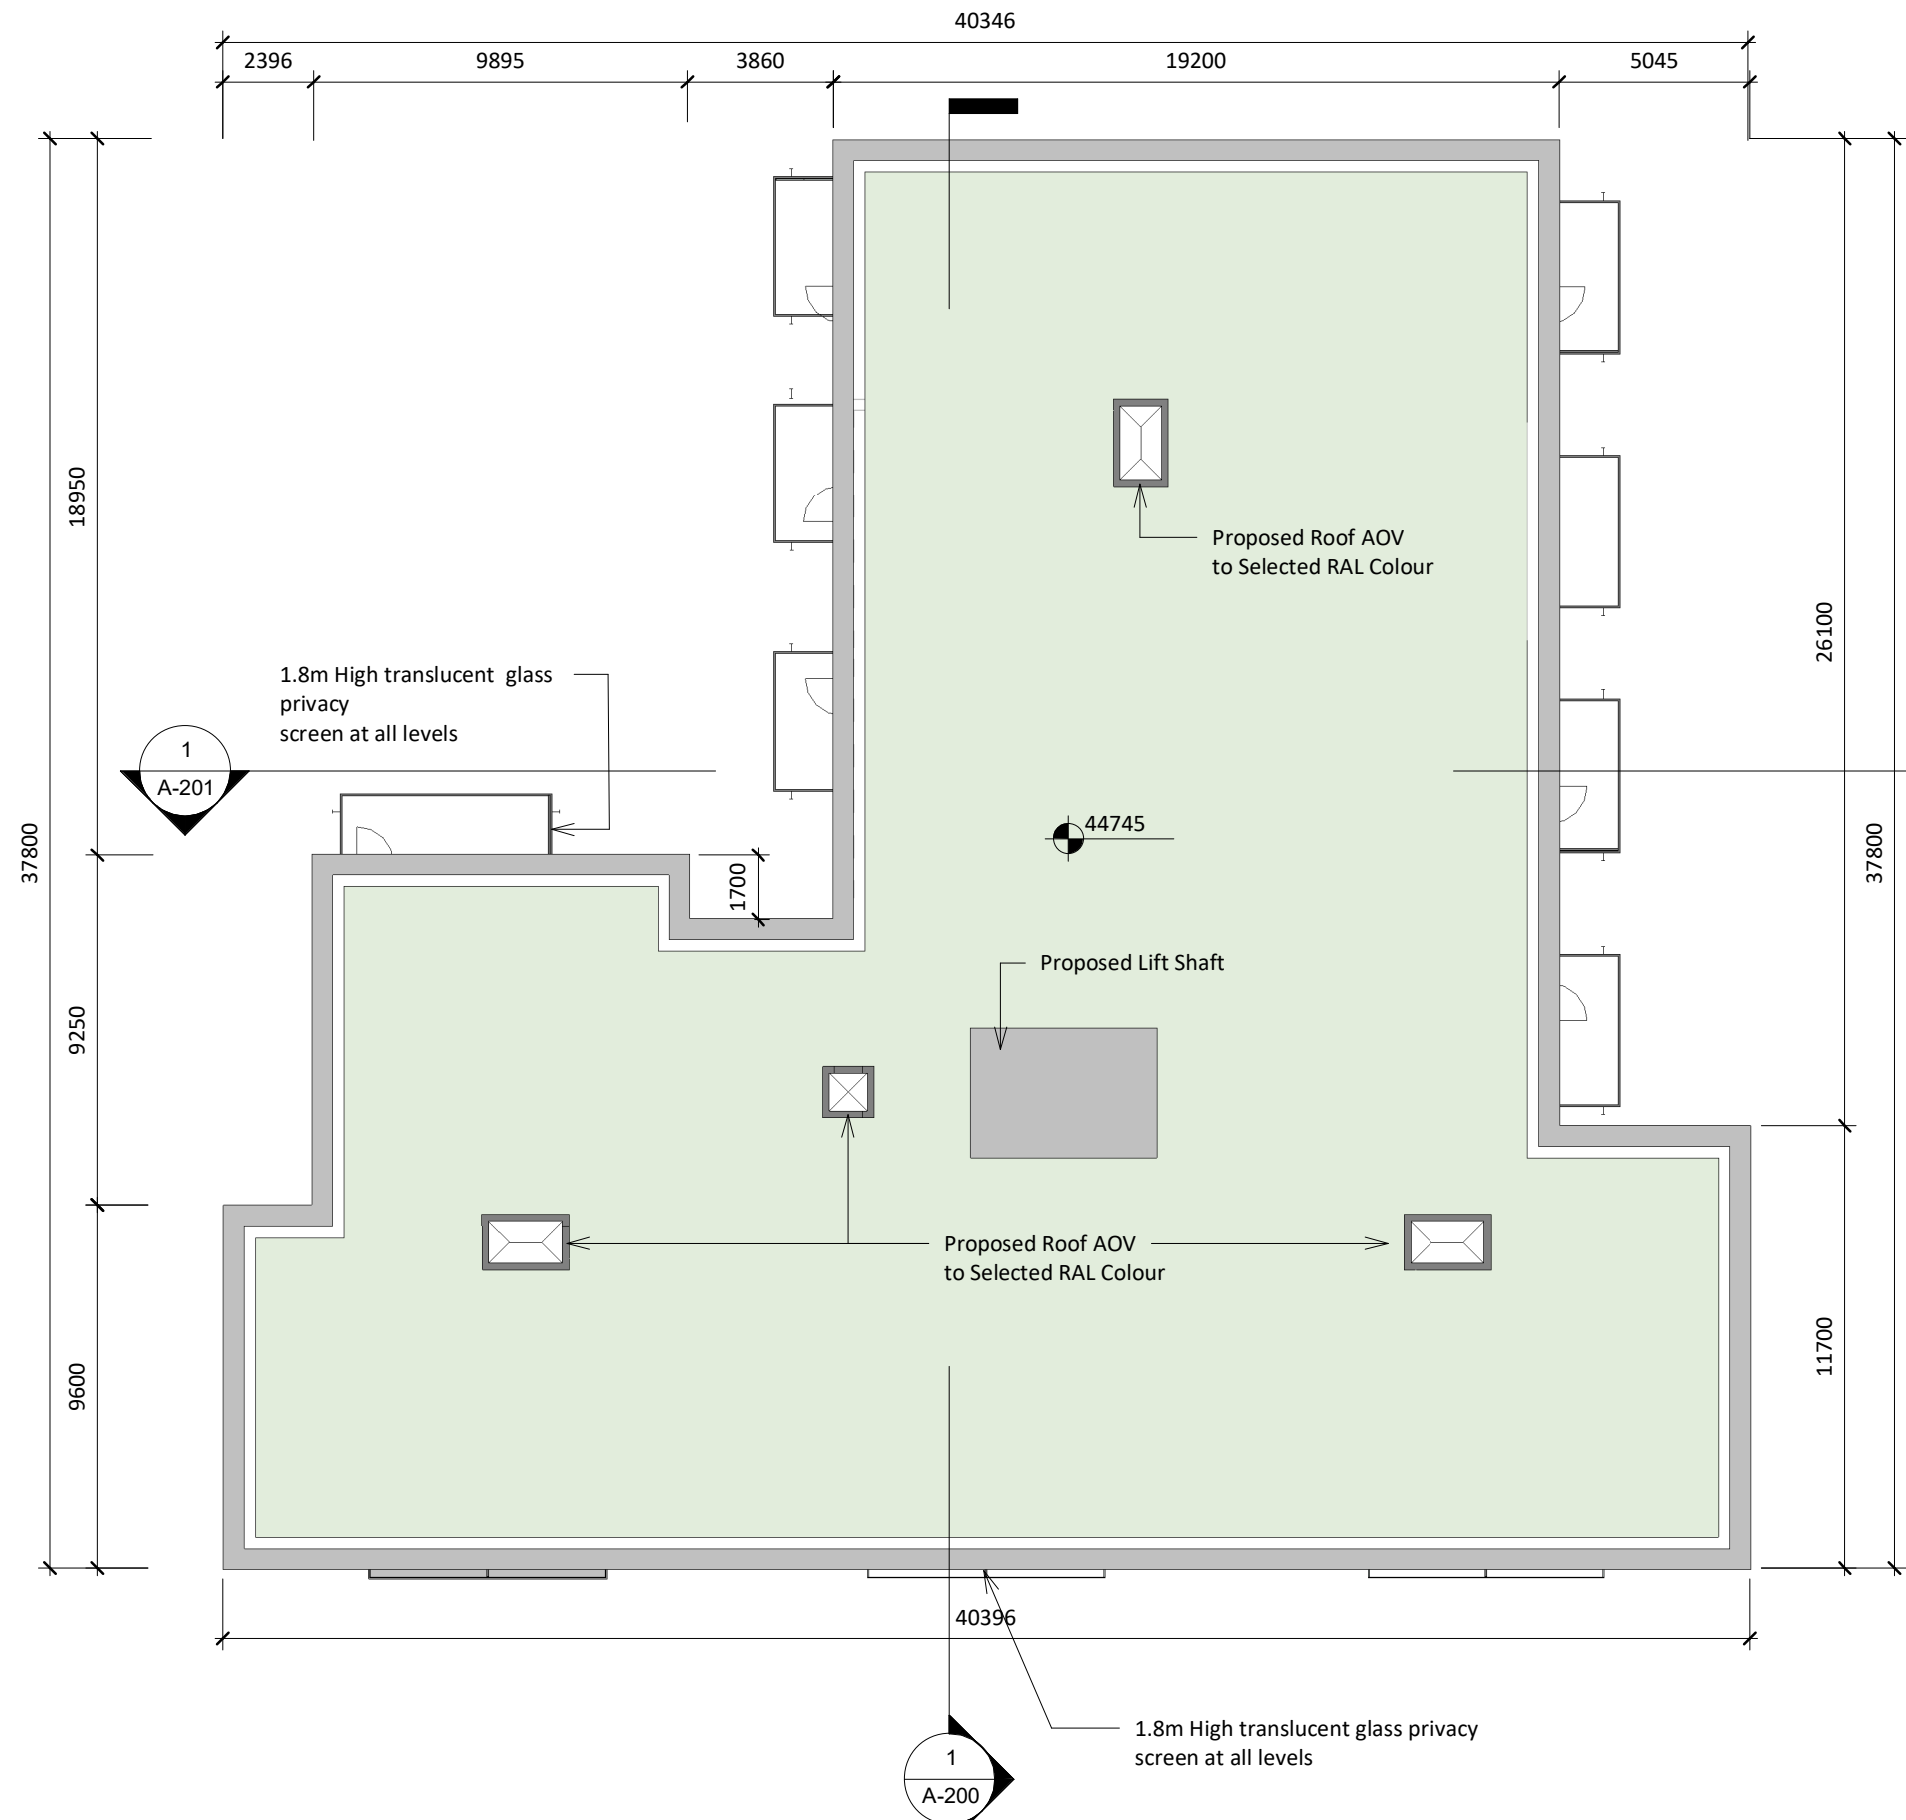 40346
2396
9895
3860
19200
5045
18950
Proposed Roof AOV
to Selected RAL Colour
26100
1.8m High translucent glass
privacy
screen at all levels
1
A-201
37800
44745
37800
1700
Proposed Lift Shaft
9250
Proposed Roof AOV
to Selected RAL Colour
11700
9600
40396
1.8m High translucent glass privacy
screen at all levels
1
A-200